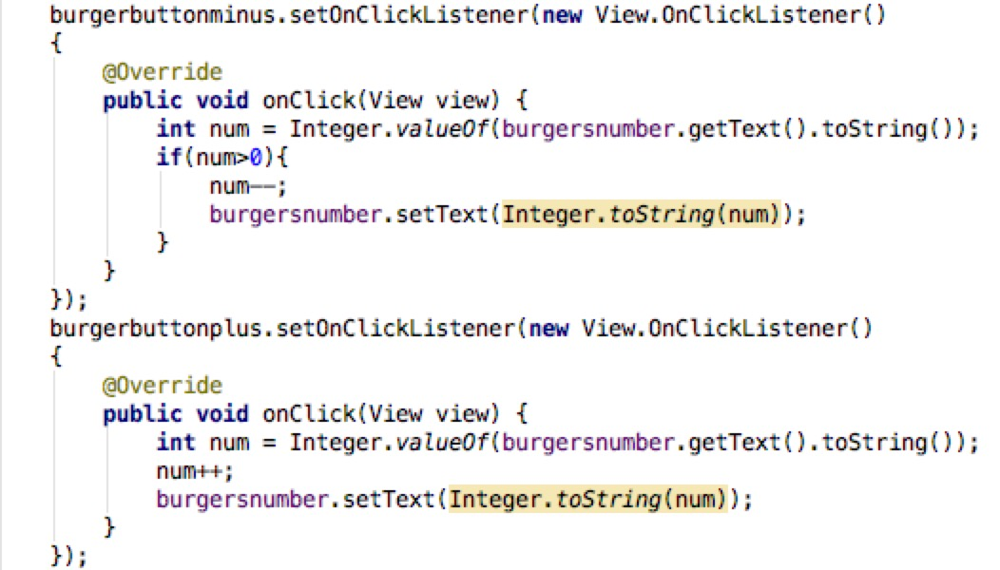 burgerbuttonminus.setOnClickListener(new View.OnClickListener()
{
    @Override
    public void onClick(View view) {
        int num = Integer.valueOf(burgersnumber.getText().toString());
        if(num>0){
            num--;
            burgersnumber.setText(Integer.toString(num));
        }
    }
});
burgerbuttonplus.setOnClickListener(new View.OnClickListener()
{
    @Override
    public void onClick(View view) {
        int num = Integer.valueOf(burgersnumber.getText().toString());
        num++;
        burgersnumber.setText(Integer.toString(num));
    }
});